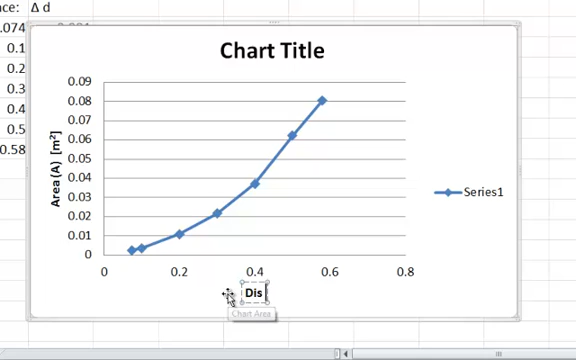 ce: Δ d
.074
0.1
0.2
0.3
0.4
0.5
0.58
Chart Title
0.09
0.08
0.07
0.06
0.05
0.04
0.03
0.02
0.01
0
Area (A) [m²]
0 0.2 0.4 0.6 0.8
Series1
Dis
Chart Area